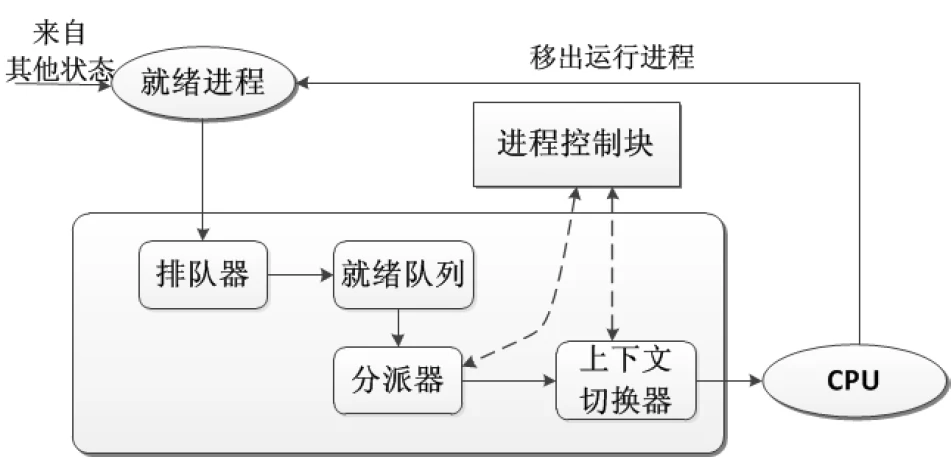 来自
其他状态
就绪进程
移出运行进程
进程控制块
排队器
就绪队列
分派器
上下文
切换器
CPU